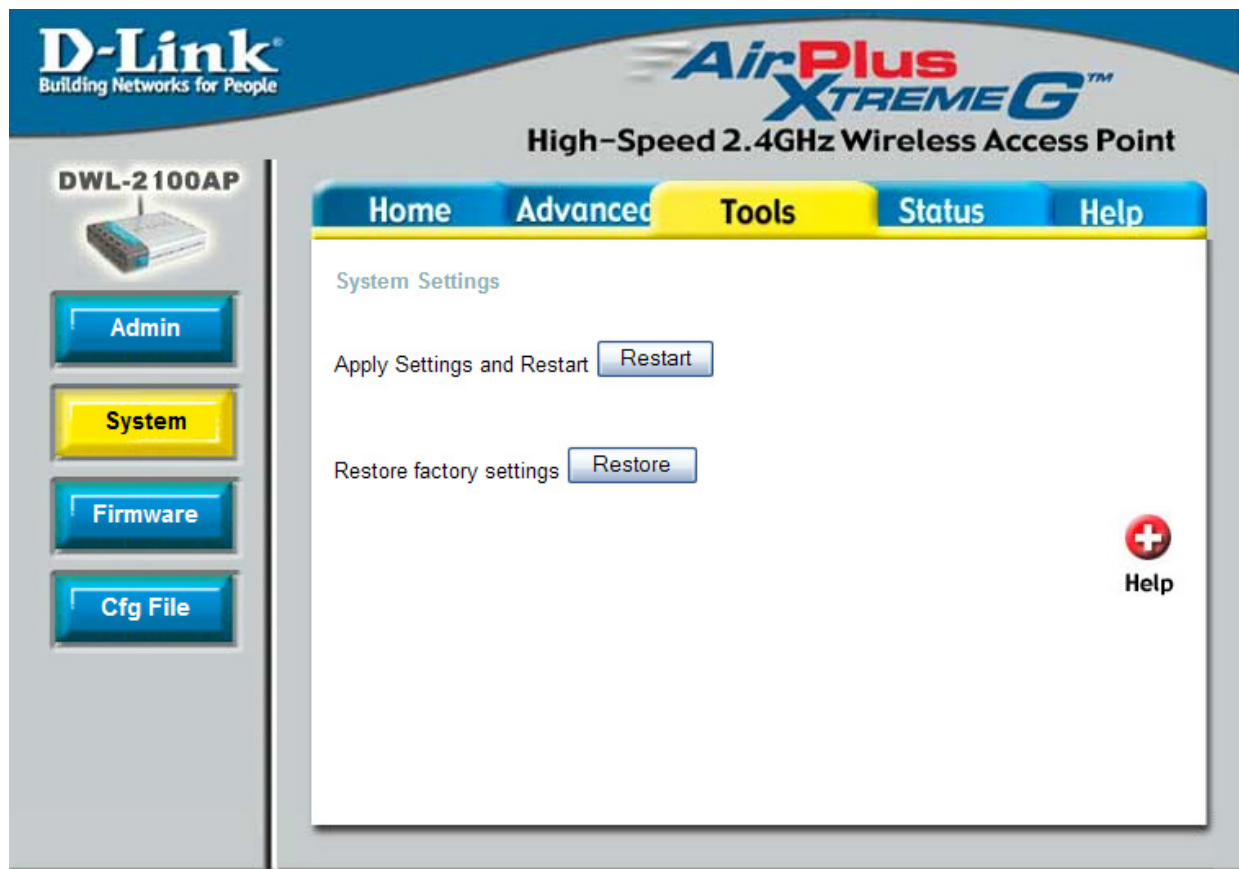 D-Link
Building Networks for People
AirPlus
XTREME G™
High-Speed 2.4GHz Wireless Access Point
DWL-2100AP
Home Advanced Tools Status Help
System Settings
Admin
Apply Settings and Restart Restart
System
Restore factory settings Restore
Firmware
Help
Cfg File